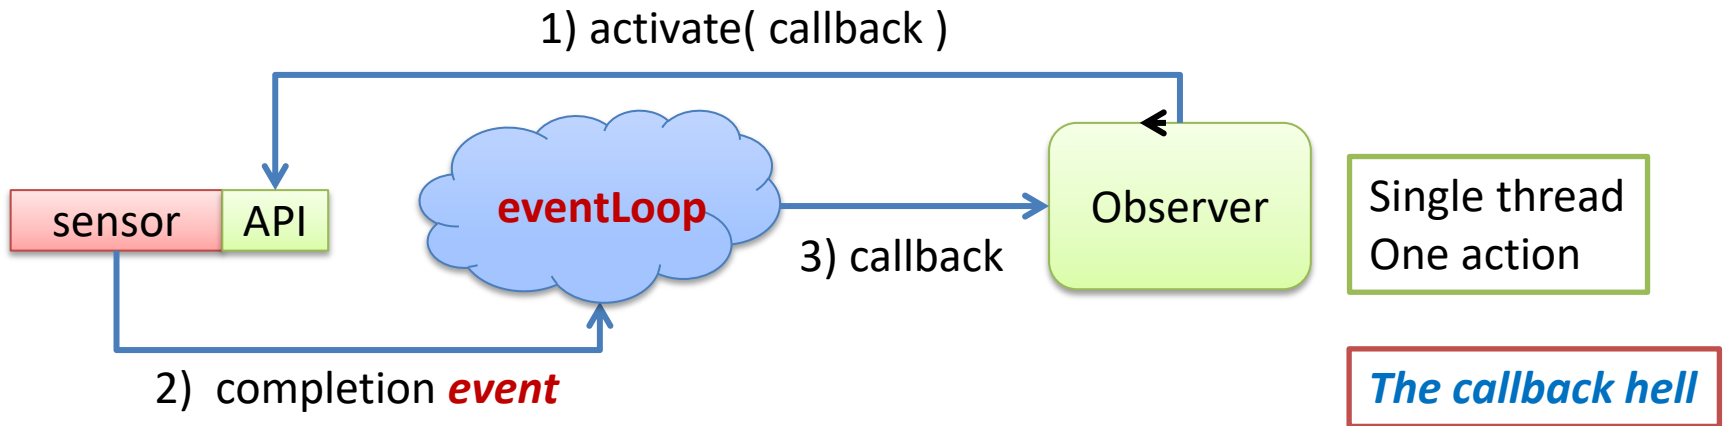 1) activate( callback )
sensor
API
eventLoop
3) callback
Observer
Single thread
One action
2) completion event
The callback hell